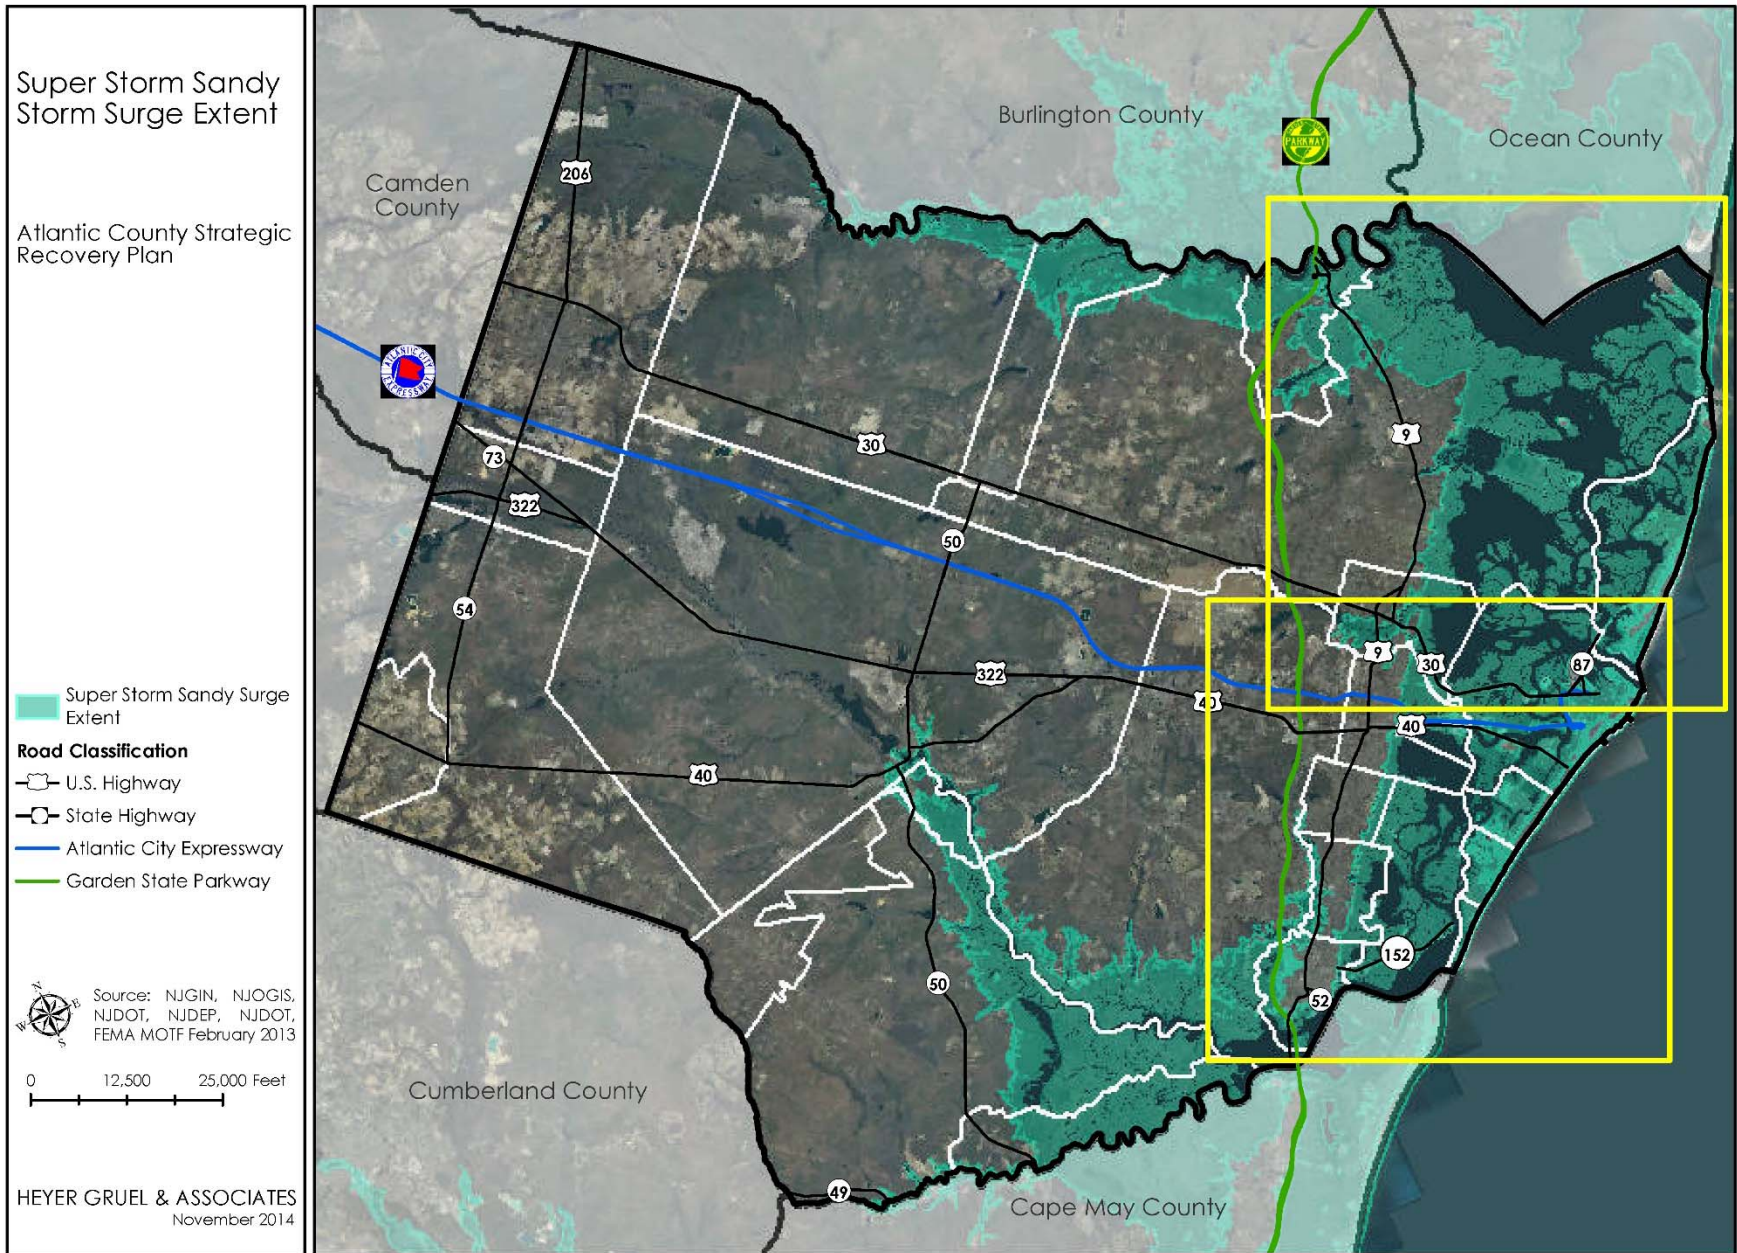 Super Storm Sandy
Storm Surge Extent
Atlantic County Strategic
Recovery Plan
Super Storm Sandy Surge
Extent
Road Classification
U.S. Highway
State Highway
Atlantic City Expressway
Garden State Parkway
N
E
W
S
Source: NJGIN, NJOGIS,
NJDOT, NJDEP, NJDOT,
FEMA MOTF February 2013
0 12,500 25,000 Feet
HEYER GRUEL & ASSOCIATES
November 2014
Burlington County
Ocean County
PARKWAY
Camden
County
206
ATLANTIC CITY
EXPRESSWAY
30
9
73
322
50
54
9
30
87
322
40
40
40
152
50
52
Cumberland County
49
Cape May County